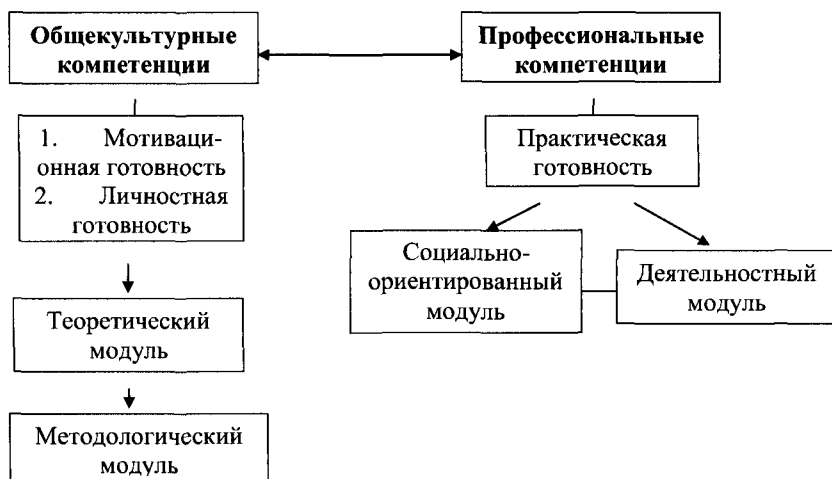 Общекультурные
компетенции
Профессиональные
компетенции
1. Мотиваци-
онная готовность
2. Личностная
готовность
Практическая
готовность
Социально-
ориентированный
модуль
Деятельностный
модуль
Теоретический
модуль
Методологический
модуль